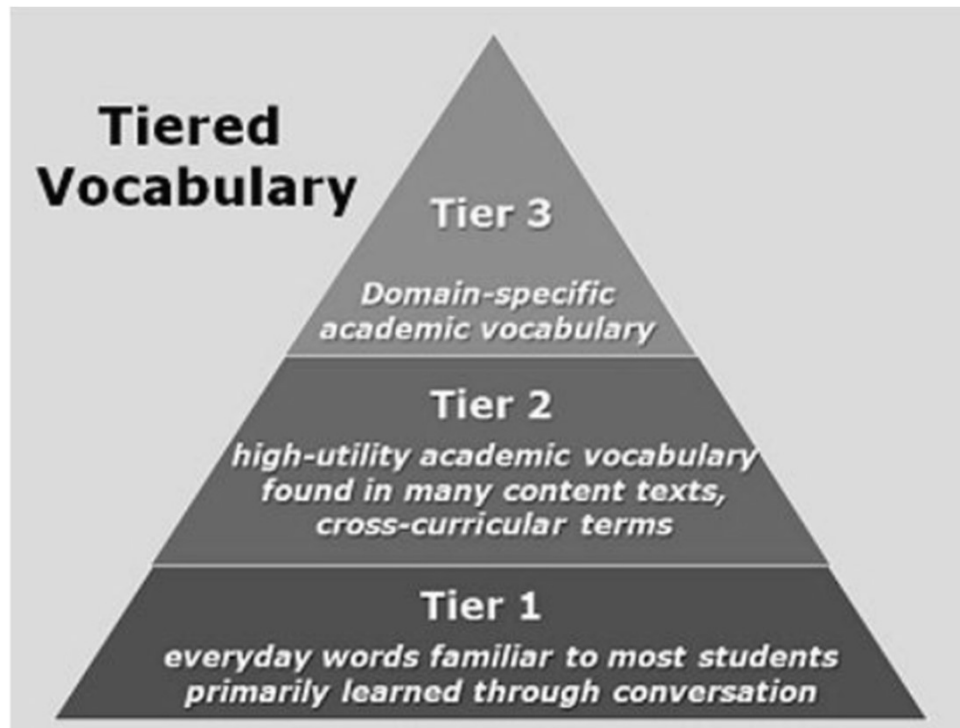 Tiered
Vocabulary
Tier 3
Domain-specific
academic vocabulary
Tier 2
high-utility academic vocabulary
found in many content texts,
cross-curricular terms
Tier 1
everyday words familiar to most students
primarily learned through conversation